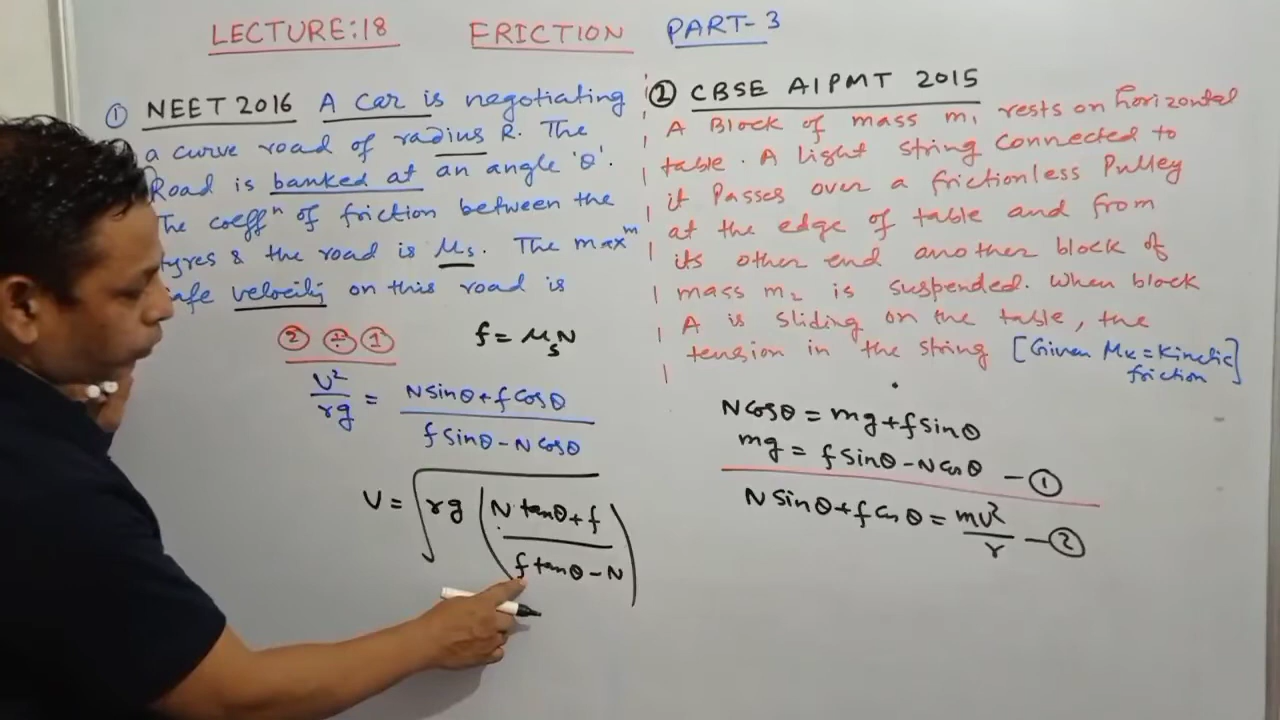 LECTURE:18 FRICTION PART-3
① NEET 2016 A car is negotiating
a curve road of radius R. The
Road is banked at an angle 'θ'.
The coeffⁿ of friction between the
tyres & the road is μs. The maxᵐ
safe velocity on this road is
② ÷ ①
f = μsN
V²/rg = (N sinθ + f cosθ)/(f sinθ - N cosθ)
V = √(rg ((N tanθ + f)/(f tanθ - N)))
② CBSE AIPMT 2015
A Block of mass m₁ rests on horizontal
table. A light string connected to
it Passes over a frictionless Pulley
at the edge of table and from
its other end another block of
mass m₂ is suspended. When block
A is sliding on the table, the
tension in the string [Given μk = kinetic
friction]
N cosθ = mg + f sinθ
mg = f sinθ - N cosθ - ①
N sinθ + f cosθ = mv²/r - ②